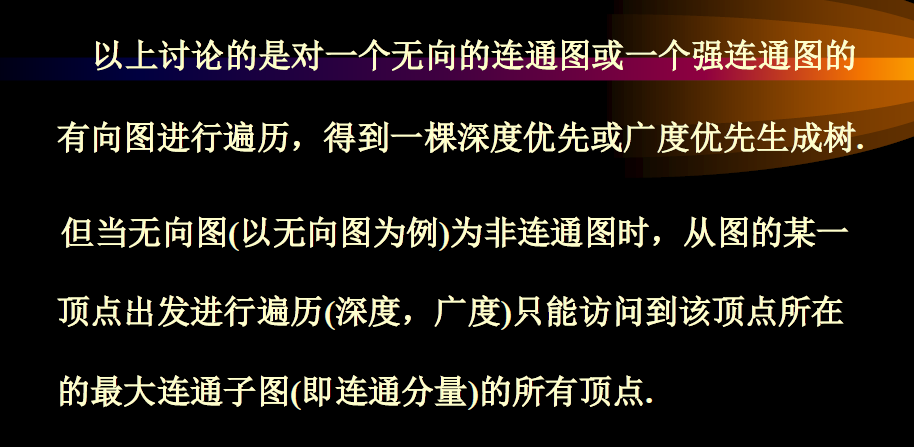 以上讨论的是对一个无向的连通图或一个强连通图的
有向图进行遍历，得到一棵深度优先或广度优先生成树.
但当无向图(以无向图为例)为非连通图时，从图的某一
顶点出发进行遍历(深度，广度)只能访问到该顶点所在
的最大连通子图(即连通分量)的所有顶点.